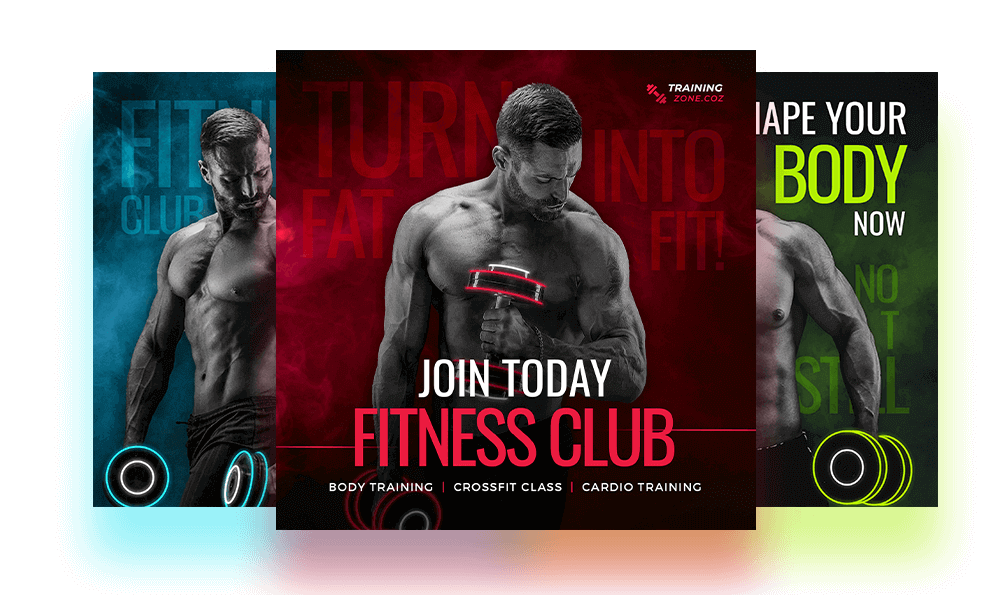 FITN
CLUB
TURN
INTO
FAT
FIT!
TRAINING
ZONE.COZ
JOIN TODAY
FITNESS CLUB
BODY TRAINING | CROSSFIT CLASS | CARDIO TRAINING
HAPE YOUR
BODY
NOW
NO
T
STILL